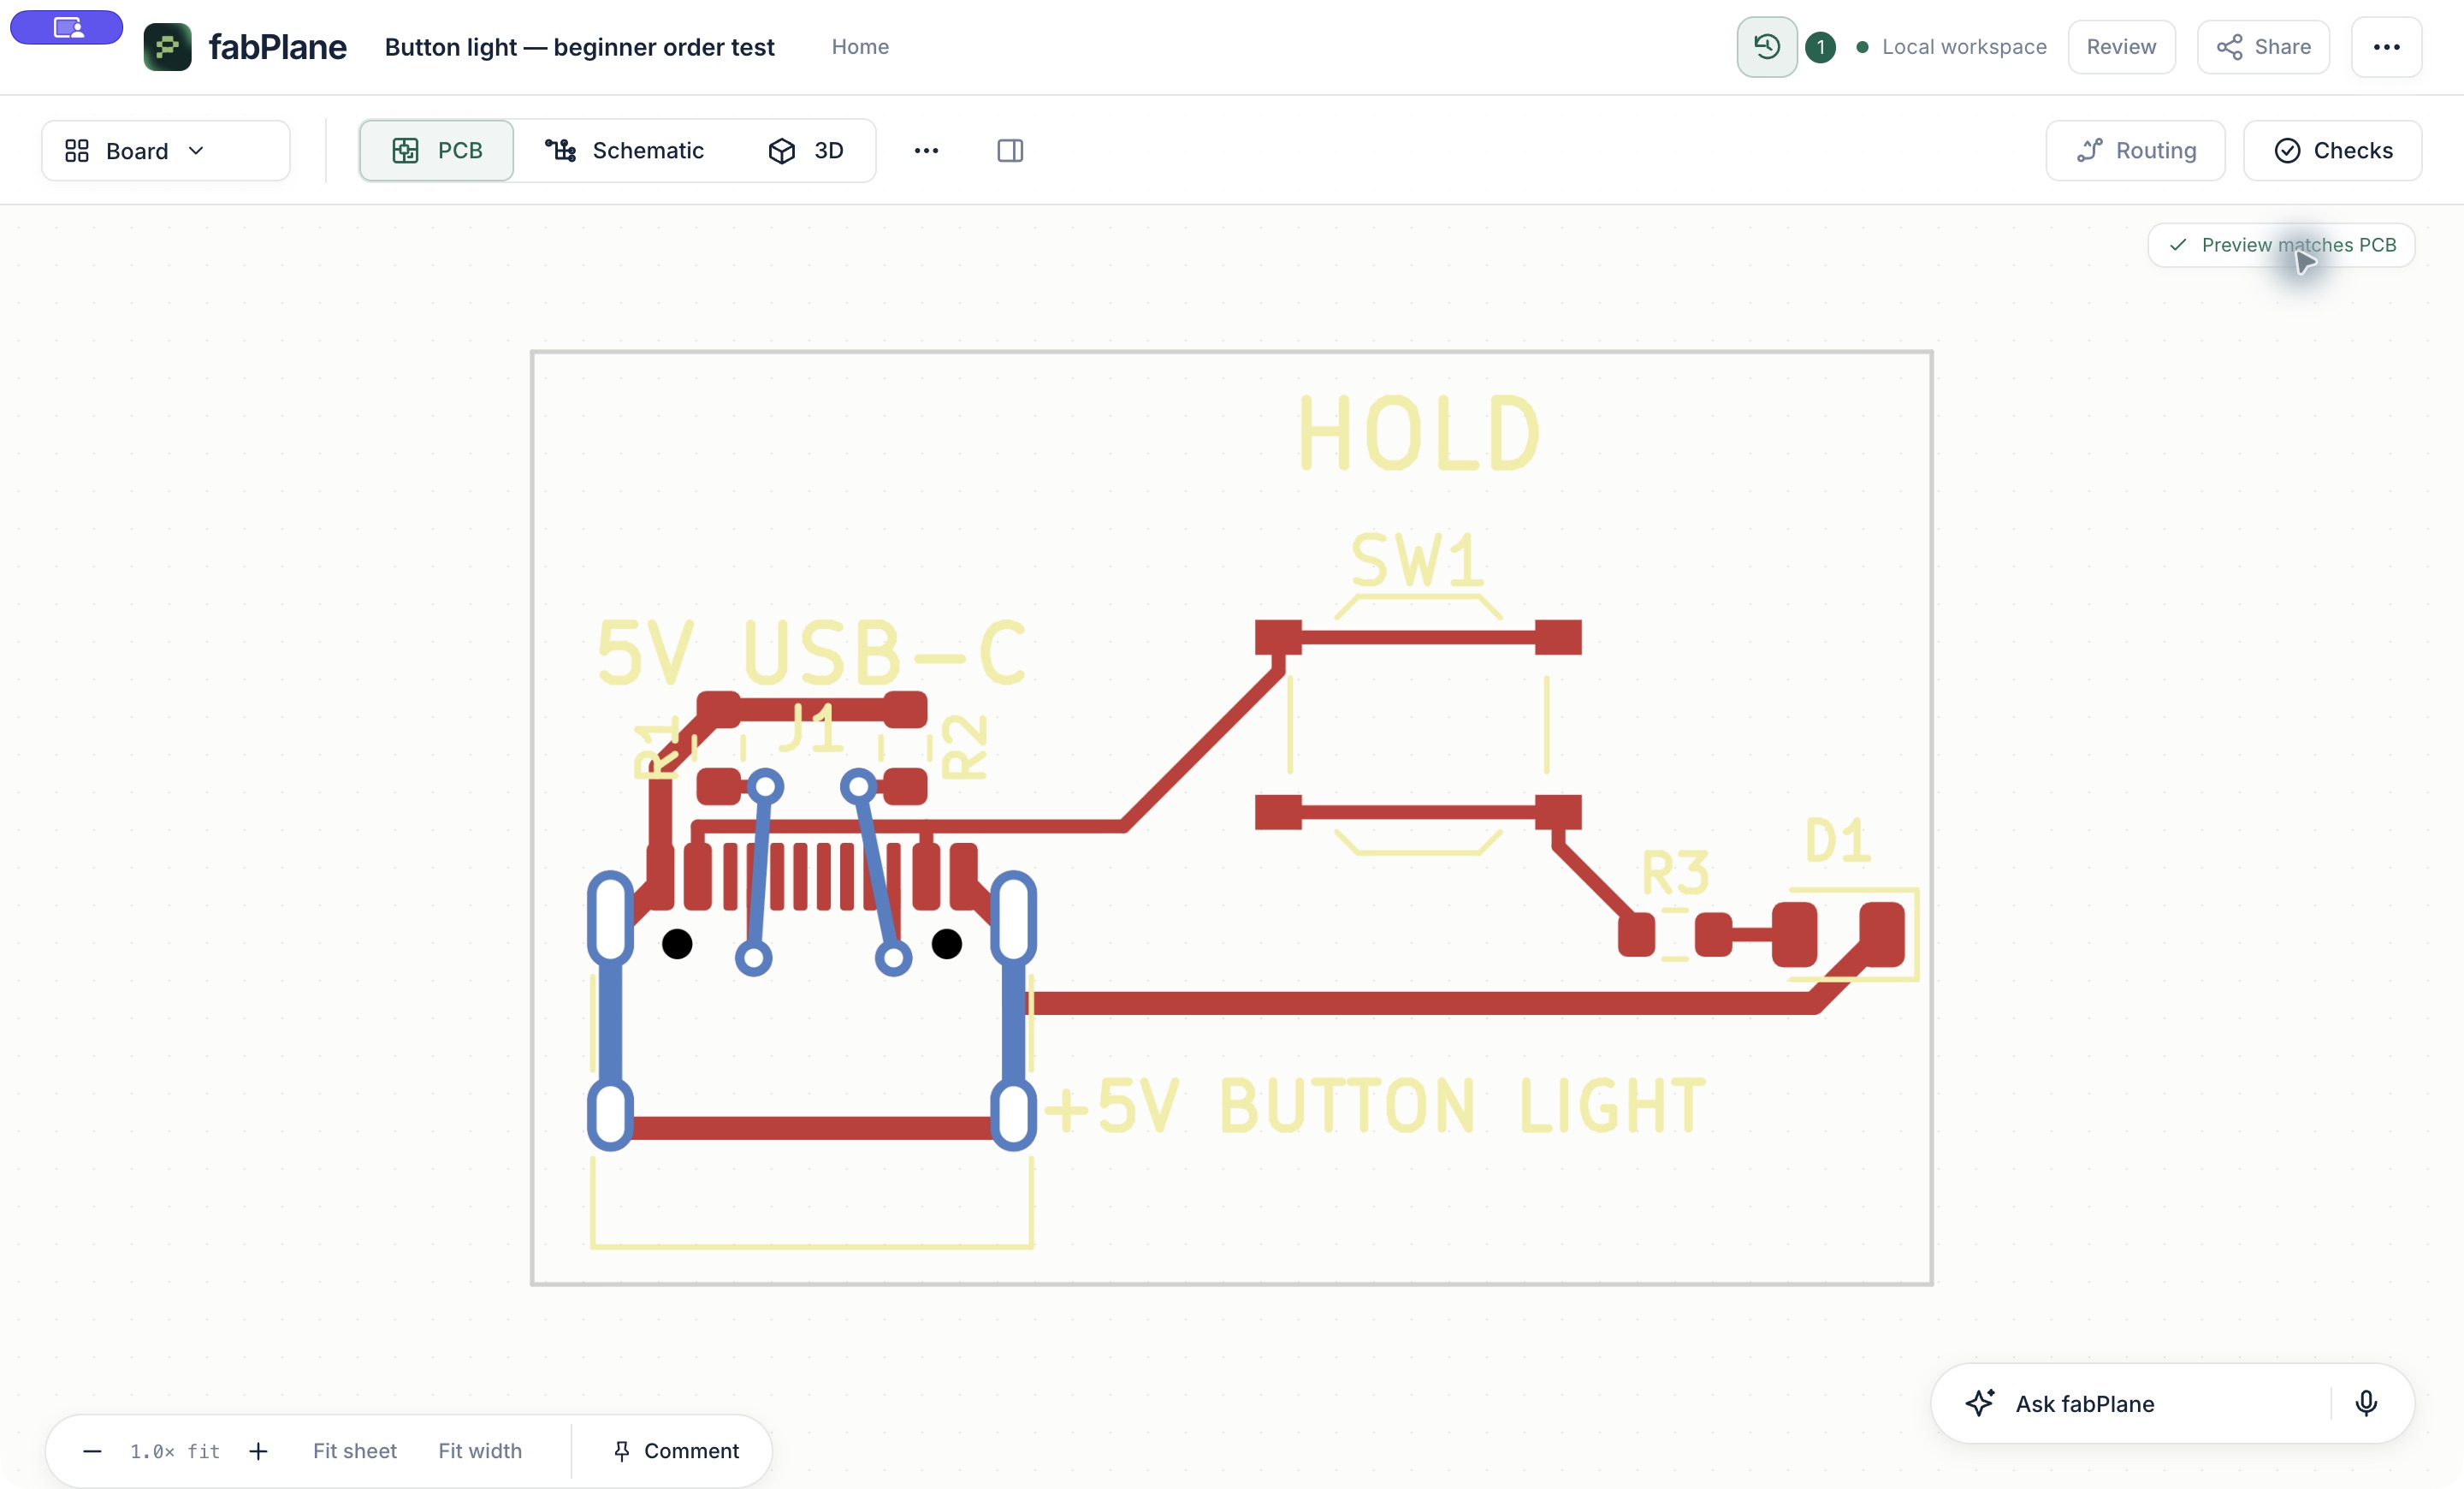 fabPlane
Button light — beginner order test
Home
1
Local workspace
Review
Share
Board
PCB
Schematic
3D
Routing
Checks
Preview matches PCB
HOLD
SW1
5V USB-C
J1
R1
R2
D1
R3
+5V BUTTON LIGHT
Ask fabPlane
1.0× fit
Fit sheet
Fit width
Comment